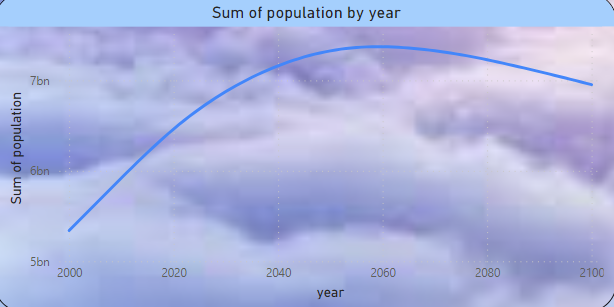 Sum of population by year
Sum of population
7bn
6bn
5bn
2000 2020 2040 2060 2080 2100
year